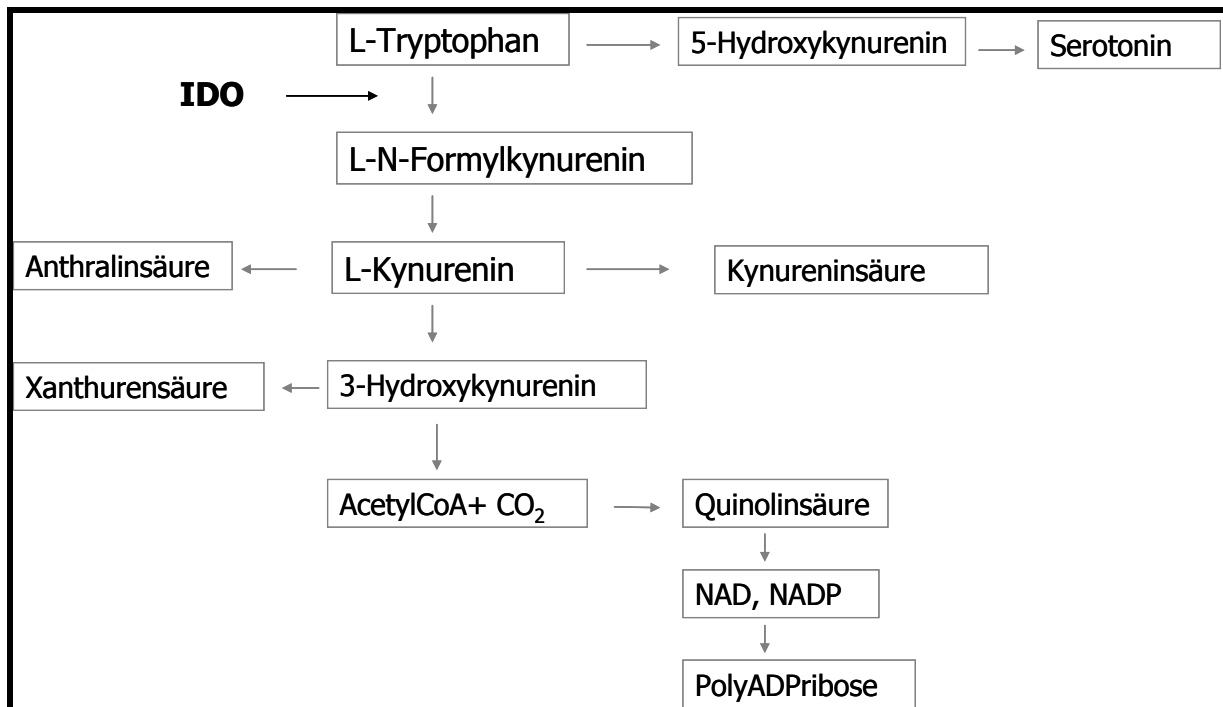 L-Tryptophan
5-Hydroxykynurenin
Serotonin
IDO
L-N-Formylkynurenin
Anthralinsäure
L-Kynurenin
Kynureninsäure
Xanthurensäure
3-Hydroxykynurenin
AcetylCoA+ CO₂
Quinolinsäure
NAD, NADP
PolyADPribose